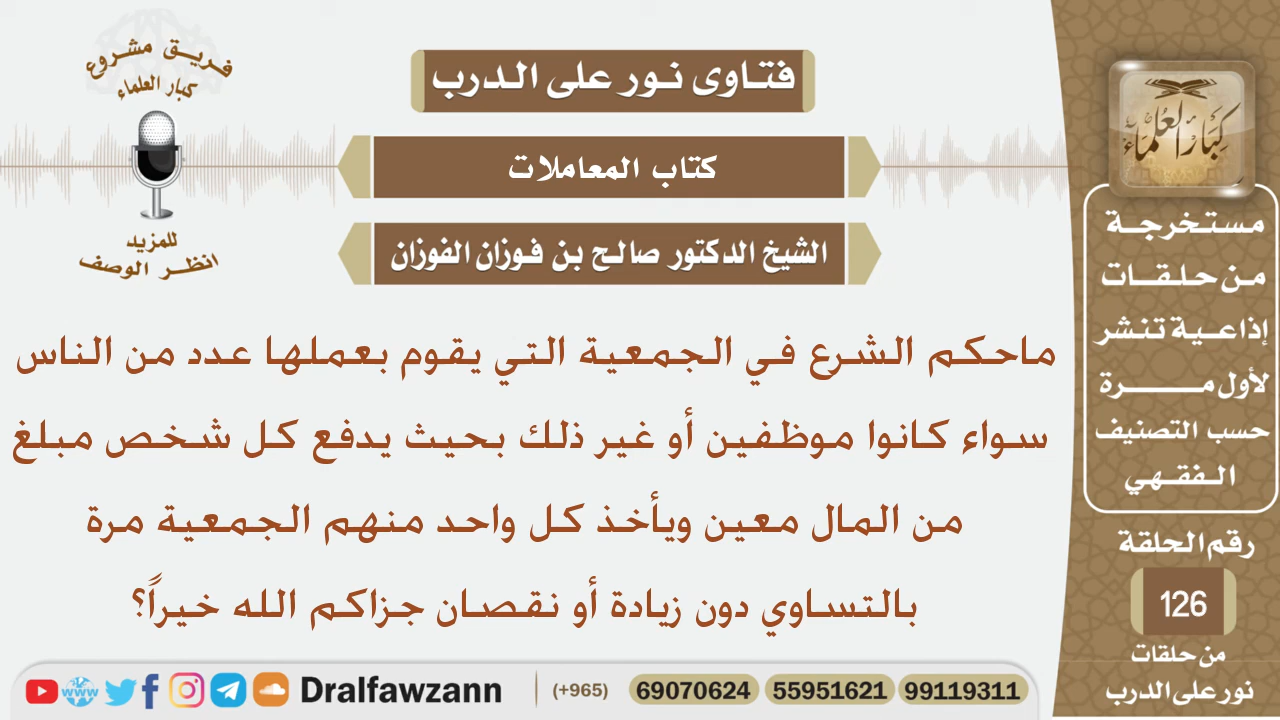 فريق مشروع
كبار العلماء
للمزيد
انظر الوصف
فتاوى نور على الدرب
كتاب المعاملات
الشيخ الدكتور صالح بن فوزان الفوزان
ماحكم الشرع في الجمعية التي يقوم بعملها عدد من الناس
سواء كانوا موظفين أو غير ذلك بحيث يدفع كل شخص مبلغ
من المال معين ويأخذ كل واحد منهم الجمعية مرة
بالتساوي دون زيادة أو نقصان جزاكم الله خيراً؟
كبار العلماء
مستخرجة
من حلقات
إذاعية تنشر
لأول مرة
حسب التصنيف
الفقهي
رقم الحلقة
126
من حلقات
نور على الدرب
www Dralfawzann (+965) 69070624 55951621 99119311